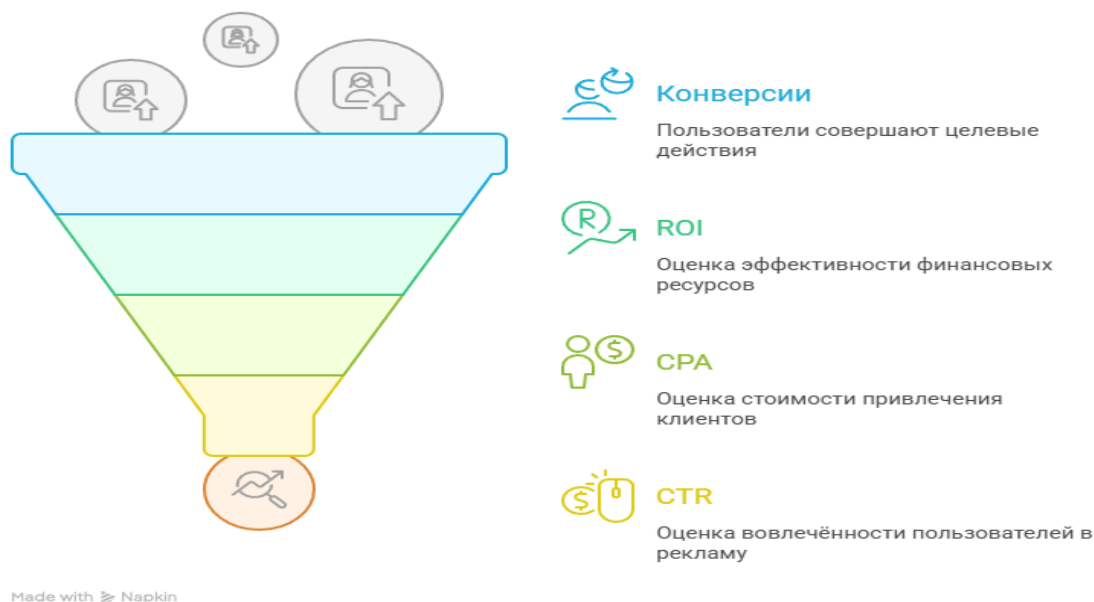 Конверсии
Пользователи совершают целевые
действия
ROI
Оценка эффективности финансовых
ресурсов
CPA
Оценка стоимости привлечения
клиентов
CTR
Оценка вовлечённости пользователей в
рекламу
Made with Napkin